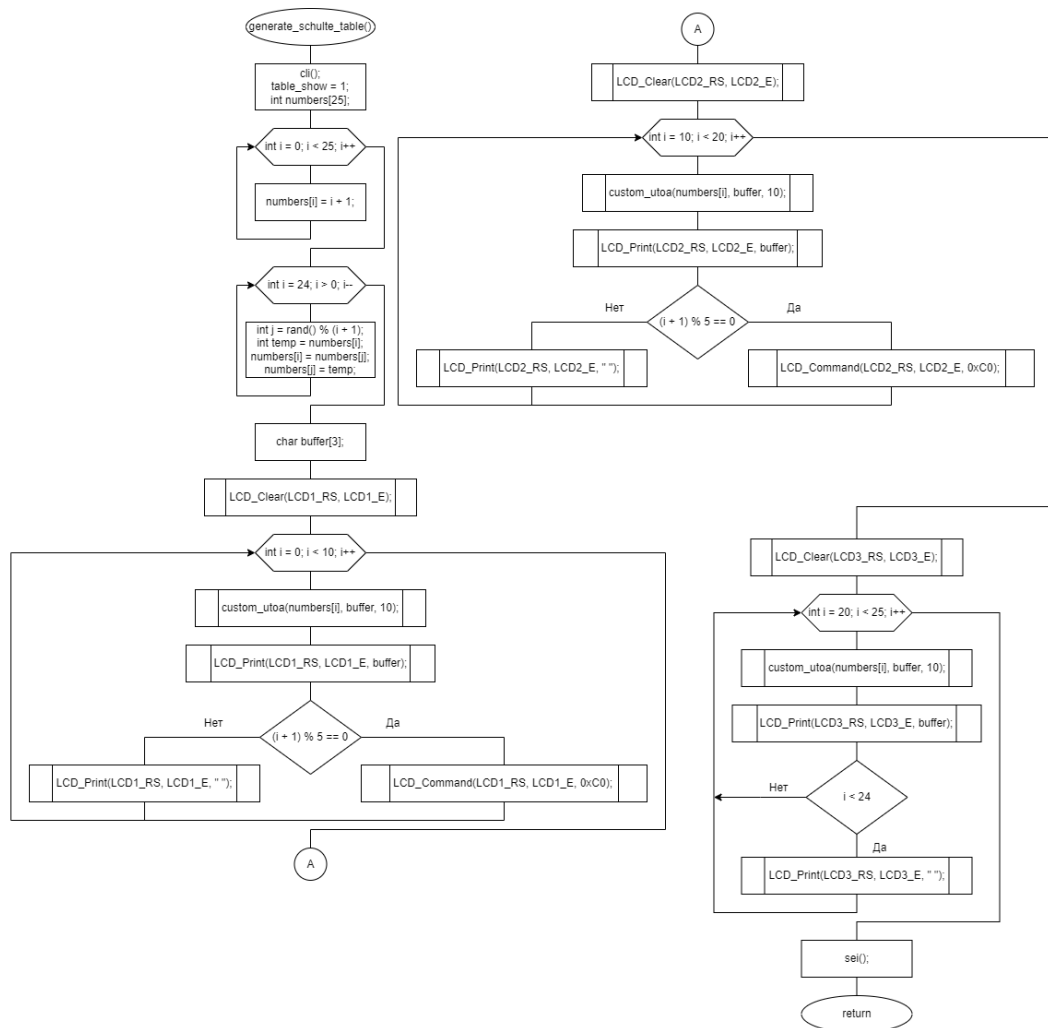 generate_schulte_table()
cli();
table_show = 1;
int numbers[25];
int i = 0; i < 25; i++
numbers[i] = i + 1;
int i = 24; i > 0; i--
int j = rand() % (i + 1);
int temp = numbers[i];
numbers[i] = numbers[j];
numbers[j] = temp;
char buffer[3];
LCD_Clear(LCD1_RS, LCD1_E);
int i = 0; i < 10; i++
custom_utoa(numbers[i], buffer, 10);
LCD_Print(LCD1_RS, LCD1_E, buffer);
Нет
(i + 1) % 5 == 0
Да
LCD_Print(LCD1_RS, LCD1_E, " ");
LCD_Command(LCD1_RS, LCD1_E, 0xC0);
A
A
LCD_Clear(LCD2_RS, LCD2_E);
int i = 10; i < 20; i++
custom_utoa(numbers[i], buffer, 10);
LCD_Print(LCD2_RS, LCD2_E, buffer);
Нет
(i + 1) % 5 == 0
Да
LCD_Print(LCD2_RS, LCD2_E, " ");
LCD_Command(LCD2_RS, LCD2_E, 0xC0);
LCD_Clear(LCD3_RS, LCD3_E);
int i = 20; i < 25; i++
custom_utoa(numbers[i], buffer, 10);
LCD_Print(LCD3_RS, LCD3_E, buffer);
Нет
i < 24
Да
LCD_Print(LCD3_RS, LCD3_E, " ");
sei();
return